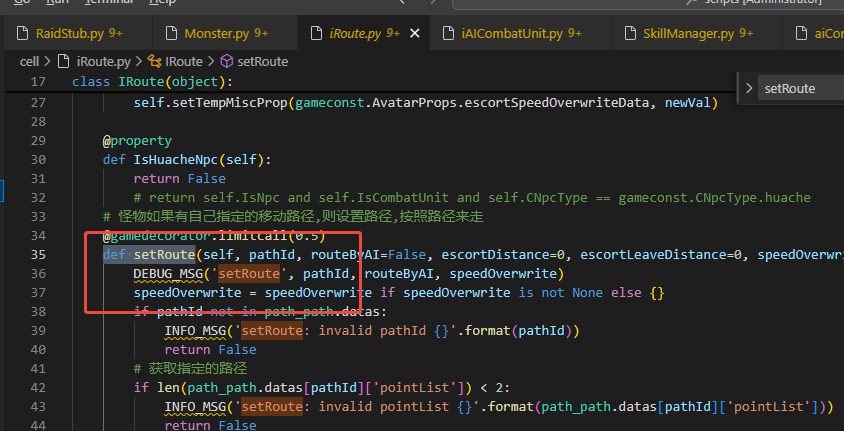 Go Run Terminal Help scripts [Administrator]
RaidStub.py 9+ Monster.py 9+ iRoute.py 9+ × iAICombatUnit.py 9+ SkillManager.py 9+ aiCo
cell > iRoute.py > IRoute > setRoute
17 class IRoute(object):
setRoute
27 self.setTempMiscProp(gameconst.AvatarProps.escortSpeedOverwriteData, newVal)
28
29 @property
30 def IsHuacheNpc(self):
31 return False
32 # return self.IsNpc and self.IsCombatUnit and self.CNpcType == gameconst.CNpcType.huache
33 # 怪物如果有自己指定的移动路径,则设置路径,按照路径来走
34 @gamedecorator.limitcall(0.5)
35 def setRoute(self, pathId, routeByAI=False, escortDistance=0, escortLeaveDistance=0, speedOverwri
36 DEBUG_MSG('setRoute', pathId, routeByAI, speedOverwrite)
37 speedOverwrite = speedOverwrite if speedOverwrite is not None else {}
38 if pathId not in path_path.datas:
39 INFO_MSG('setRoute: invalid pathId {}'.format(pathId))
40 return False
41 # 获取指定的路径
42 if len(path_path.datas[pathId]['pointList']) < 2:
43 INFO_MSG('setRoute: invalid pointList {}'.format(path_path.datas[pathId]['pointList']))
44 return False